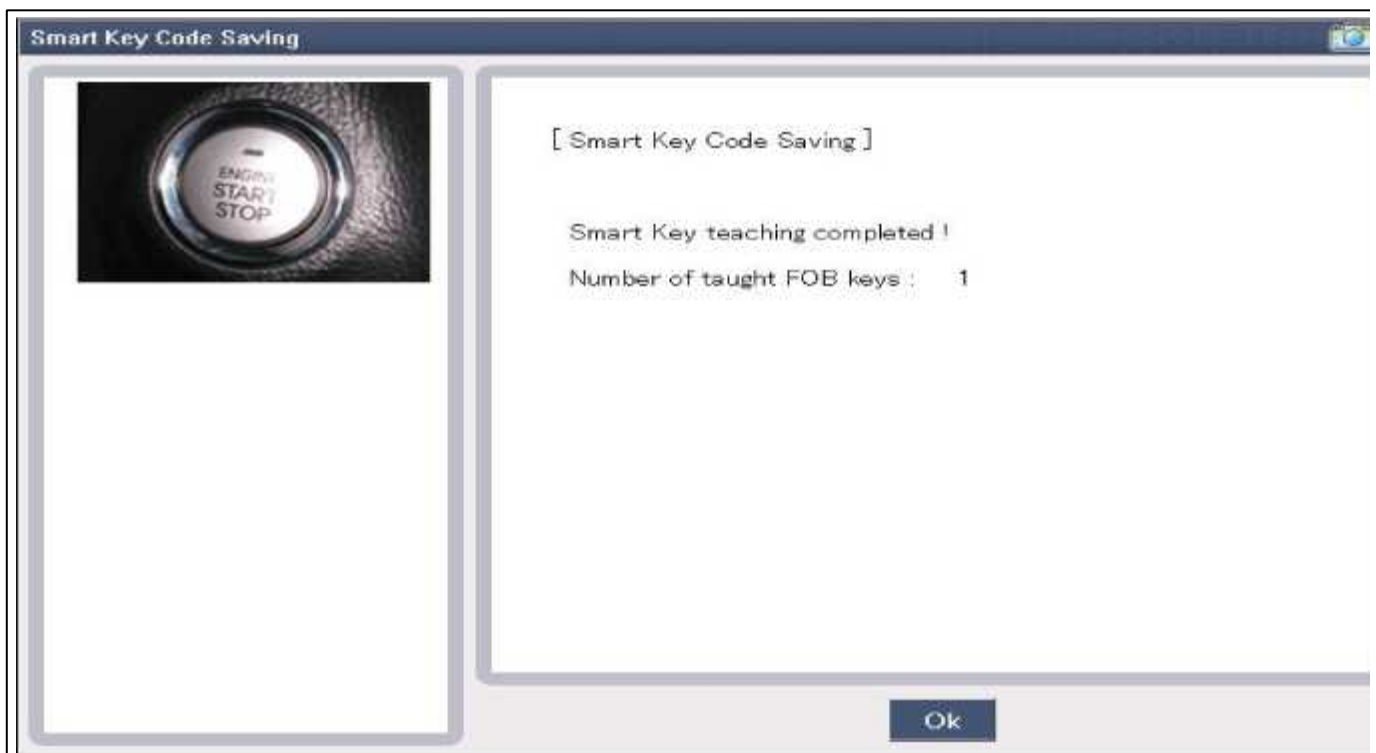 Smart Key Code Saving
ENGINE
START
STOP
[ Smart Key Code Saving ]
Smart Key teaching completed !
Number of taught FOB keys : 1
Ok